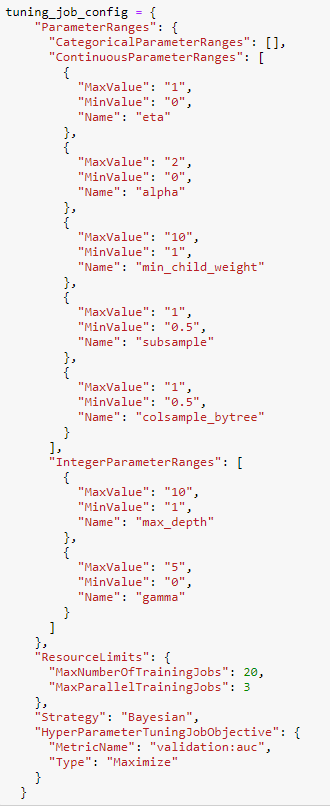 tuning_job_config = {
    "ParameterRanges": {
      "CategoricalParameterRanges": [],
      "ContinuousParameterRanges": [
        {
          "MaxValue": "1",
          "MinValue": "0",
          "Name": "eta"
        },
        {
          "MaxValue": "2",
          "MinValue": "0",
          "Name": "alpha"
        },
        {
          "MaxValue": "10",
          "MinValue": "1",
          "Name": "min_child_weight"
        },
        {
          "MaxValue": "1",
          "MinValue": "0.5",
          "Name": "subsample"
        },
        {
          "MaxValue": "1",
          "MinValue": "0.5",
          "Name": "colsample_bytree"
        }
      ],
      "IntegerParameterRanges": [
        {
          "MaxValue": "10",
          "MinValue": "1",
          "Name": "max_depth"
        },
        {
          "MaxValue": "5",
          "MinValue": "0",
          "Name": "gamma"
        }
      ]
    },
    "ResourceLimits": {
      "MaxNumberOfTrainingJobs": 20,
      "MaxParallelTrainingJobs": 3
    },
    "Strategy": "Bayesian",
    "HyperParameterTuningJobObjective": {
      "MetricName": "validation:auc",
      "Type": "Maximize"
    }
  }